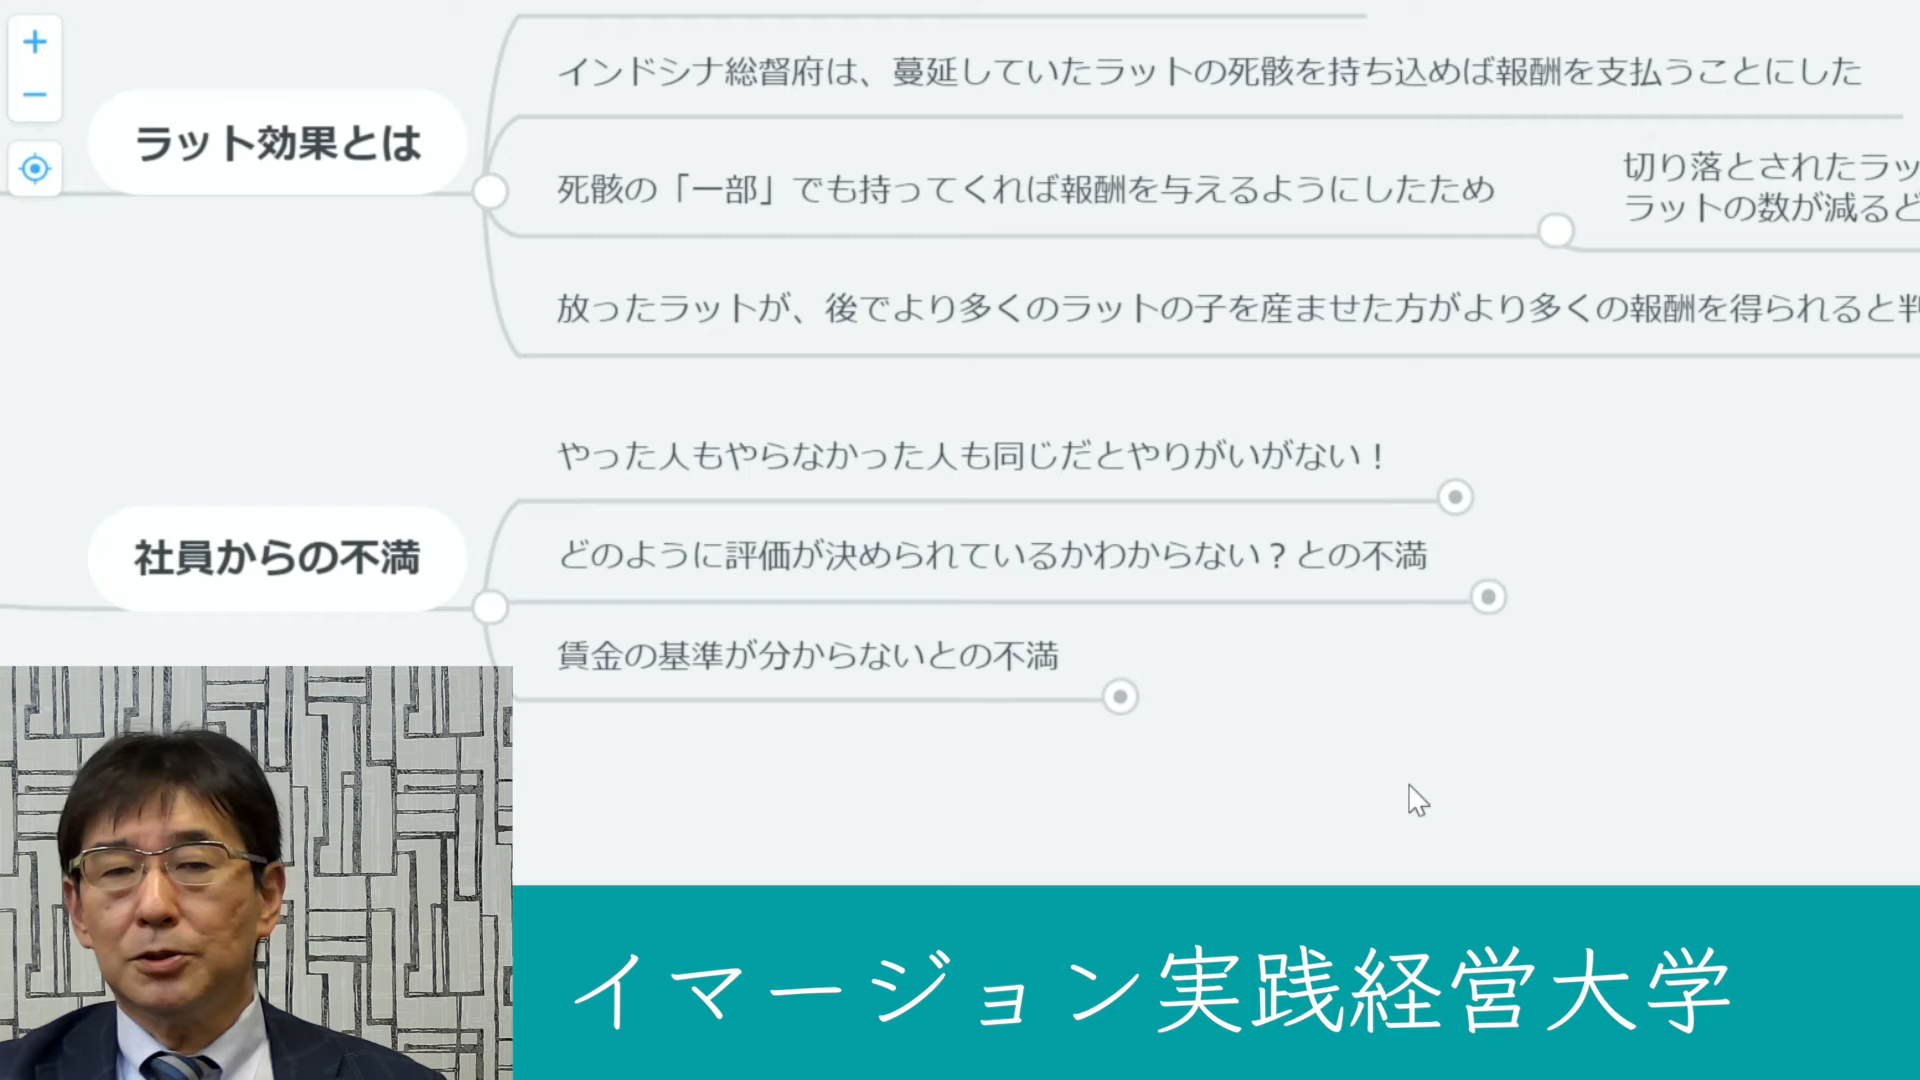 ラット効果とは
インドシナ総督府は、蔓延していたラットの死骸を持ち込めば報酬を支払うことにした
死骸の「一部」でも持ってくれば報酬を与えるようにしたため
切り落とされたラッ
ラットの数が減るど
放ったラットが、後でより多くのラットの子を産ませた方がより多くの報酬を得られると判
社員からの不満
やった人もやらなかった人も同じだとやりがいがない！
どのように評価が決められているかわからない？との不満
賃金の基準が分からないとの不満
イマージョン実践経営大学